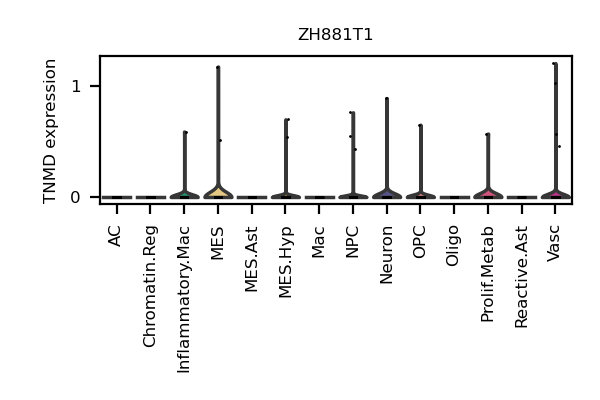 ZH881T1
TNMD expression
1
0
AC
Chromatin.Reg
Inflammatory.Mac
MES
MES.Ast
MES.Hyp
Mac
NPC
Neuron
OPC
Oligo
Prolif.Metab
Reactive.Ast
Vasc